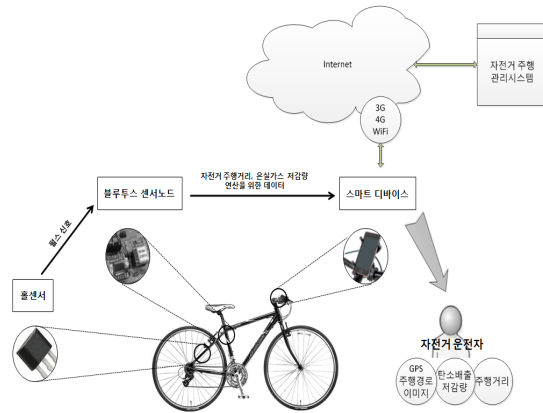 Internet
자전거 주행
관리시스템
3G
4G
WiFi
자전거 주행거리, 온실가스 저감량
연산을 위한 데이터
블루투스 센서노드
스마트 디바이스
펄스 신호
홀센서
자전거 운전자
GPS
주행경로
이미지
탄소배출
저감량
주행거리